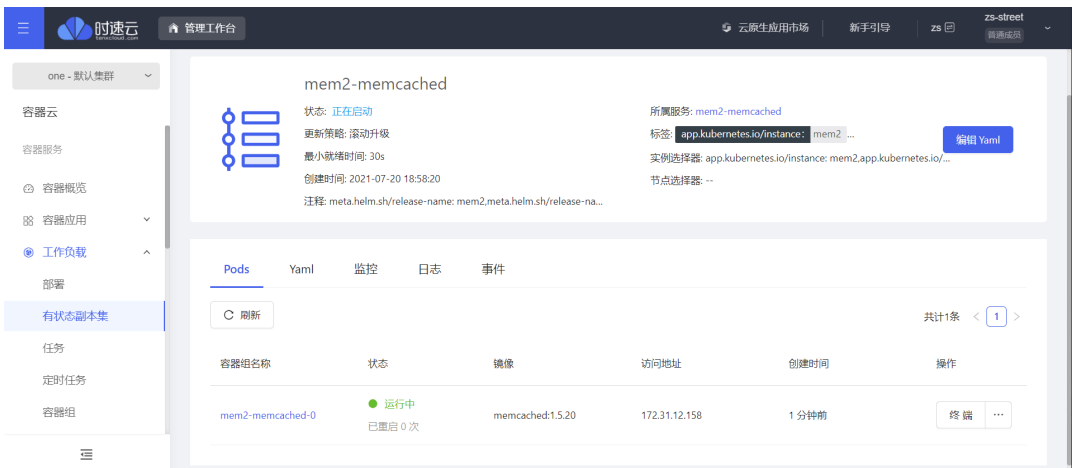 时速云
tenxcloud.com
管理工作台
云原生应用市场
新手引导
zs
zs-street
普通成员
one - 默认集群
容器云
容器服务
容器概览
容器应用
工作负载
部署
有状态副本集
任务
定时任务
容器组
mem2-memcached
状态: 正在启动
更新策略: 滚动升级
最小就绪时间: 30s
创建时间: 2021-07-20 18:58:20
注释: meta.helm.sh/release-name: mem2,meta.helm.sh/release-na...
所属服务: mem2-memcached
标签: app.kubernetes.io/instance: mem2 ...
实例选择器: app.kubernetes.io/instance: mem2,app.kubernetes.io/...
节点选择器: --
编辑 Yaml
Pods Yaml 监控 日志 事件
刷新
共计1条 < 1 >
容器组名称 状态 镜像 访问地址 创建时间 操作
mem2-memcached-0 运行中 memcached:1.5.20 172.31.12.158 1 分钟前 终端 ...
已重启 0 次